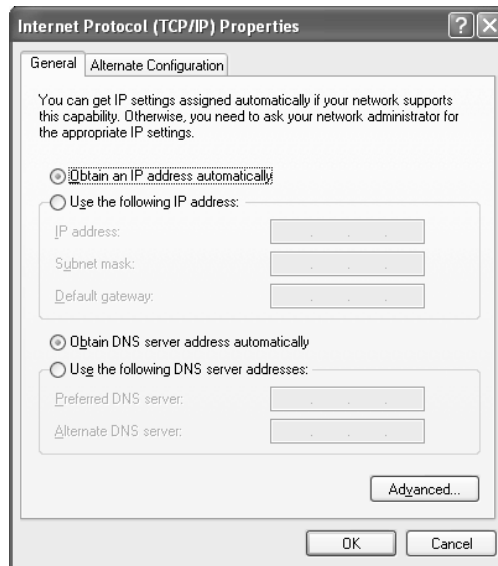 Internet Protocol (TCP/IP) Properties
General
Alternate Configuration
You can get IP settings assigned automatically if your network supports
this capability. Otherwise, you need to ask your network administrator for
the appropriate IP settings.
Obtain an IP address automatically
Use the following IP address:
IP address:
Subnet mask:
Default gateway:
Obtain DNS server address automatically
Use the following DNS server addresses:
Preferred DNS server:
Alternate DNS server:
Advanced...
OK
Cancel